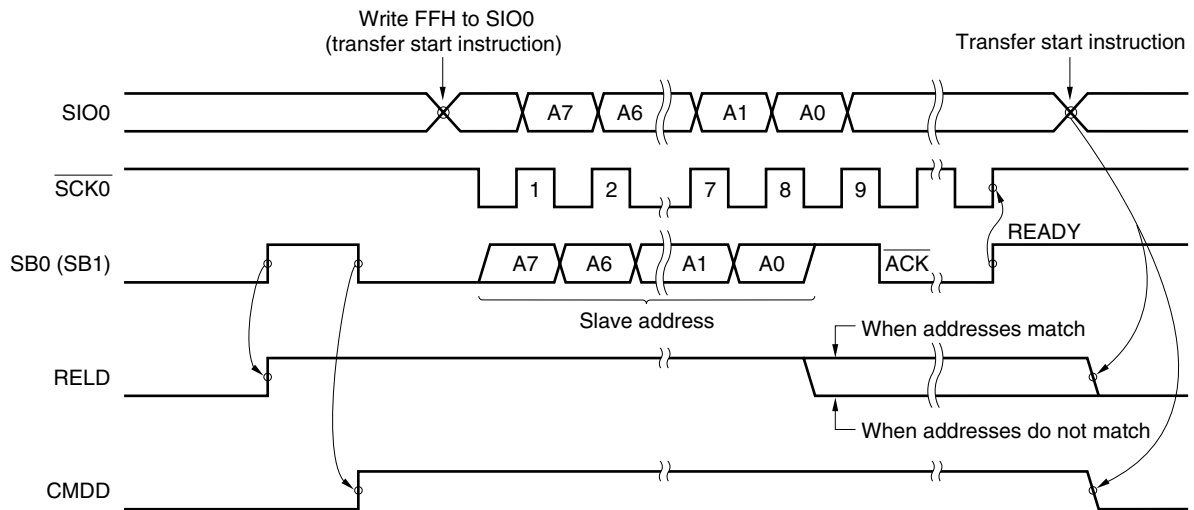 Write FFH to SIO0
(transfer start instruction)
Transfer start instruction
SIO0
A7
A6
A1
A0
SCK0
1
2
7
8
9
READY
SB0 (SB1)
A7
A6
A1
A0
ACK
Slave address
When addresses match
RELD
When addresses do not match
CMDD